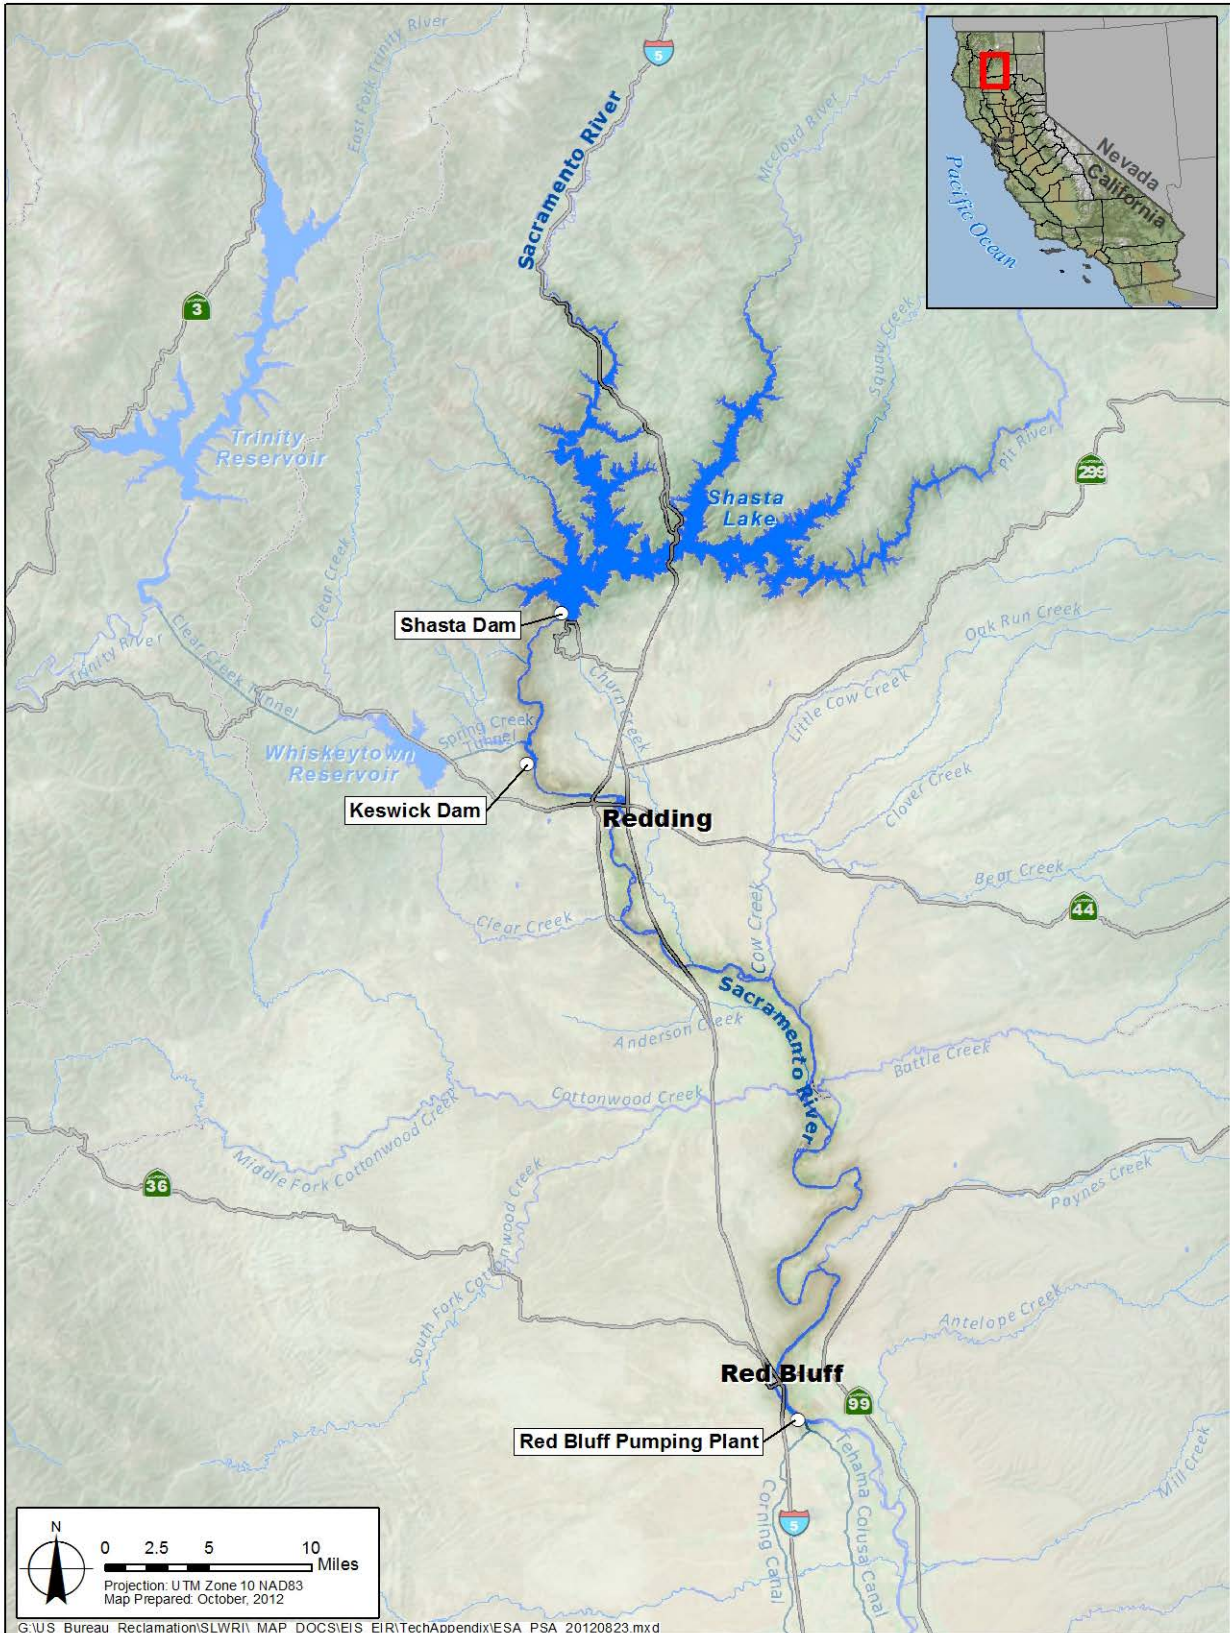 East Fork Trinity River
5
Sacramento River
Mccloud River
Nevada
California
Pacific Ocean
3
Squaw Creek
Trinity
Reservoir
Pit River
299
Shasta
Lake
Clear Creek
Shasta Dam
Oak Run Creek
Trinity River
Clear Creek Tunnel
Churn Creek
Little Cow Creek
Spring Creek
Tunnel
Whiskeytown
Reservoir
Keswick Dam
Redding
Clover Creek
Bear Creek
44
Clear Creek
Cow Creek
Sacramento River
Anderson Creek
Battle Creek
Cottonwood Creek
Middle Fork Cottonwood Creek
36
Paynes Creek
South Fork Cottonwood Creek
Antelope Creek
Red Bluff
99
Red Bluff Pumping Plant
Tehama Colusa Canal
Mill Creek
Corning Canal
5
N
0 2.5 5 10
Miles
Projection: UTM Zone 10 NAD83
Map Prepared: October, 2012
G:\US_Bureau_Reclamation\SLWRI\_MAP_DOCS\EIS_EIR\TechAppendix\ESA_PSA_20120823.mxd